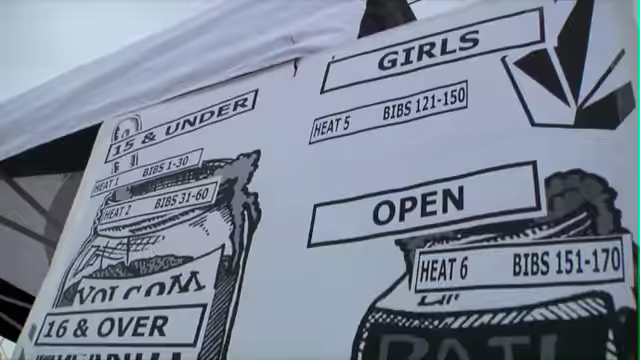 15 & UNDER
HEAT 1 BIBS 1-30
HEAT 2 BIBS 31-60
VOLCOM
16 & OVER
GIRLS
HEAT 5 BIBS 121-150
OPEN
HEAT 6 BIBS 151-170